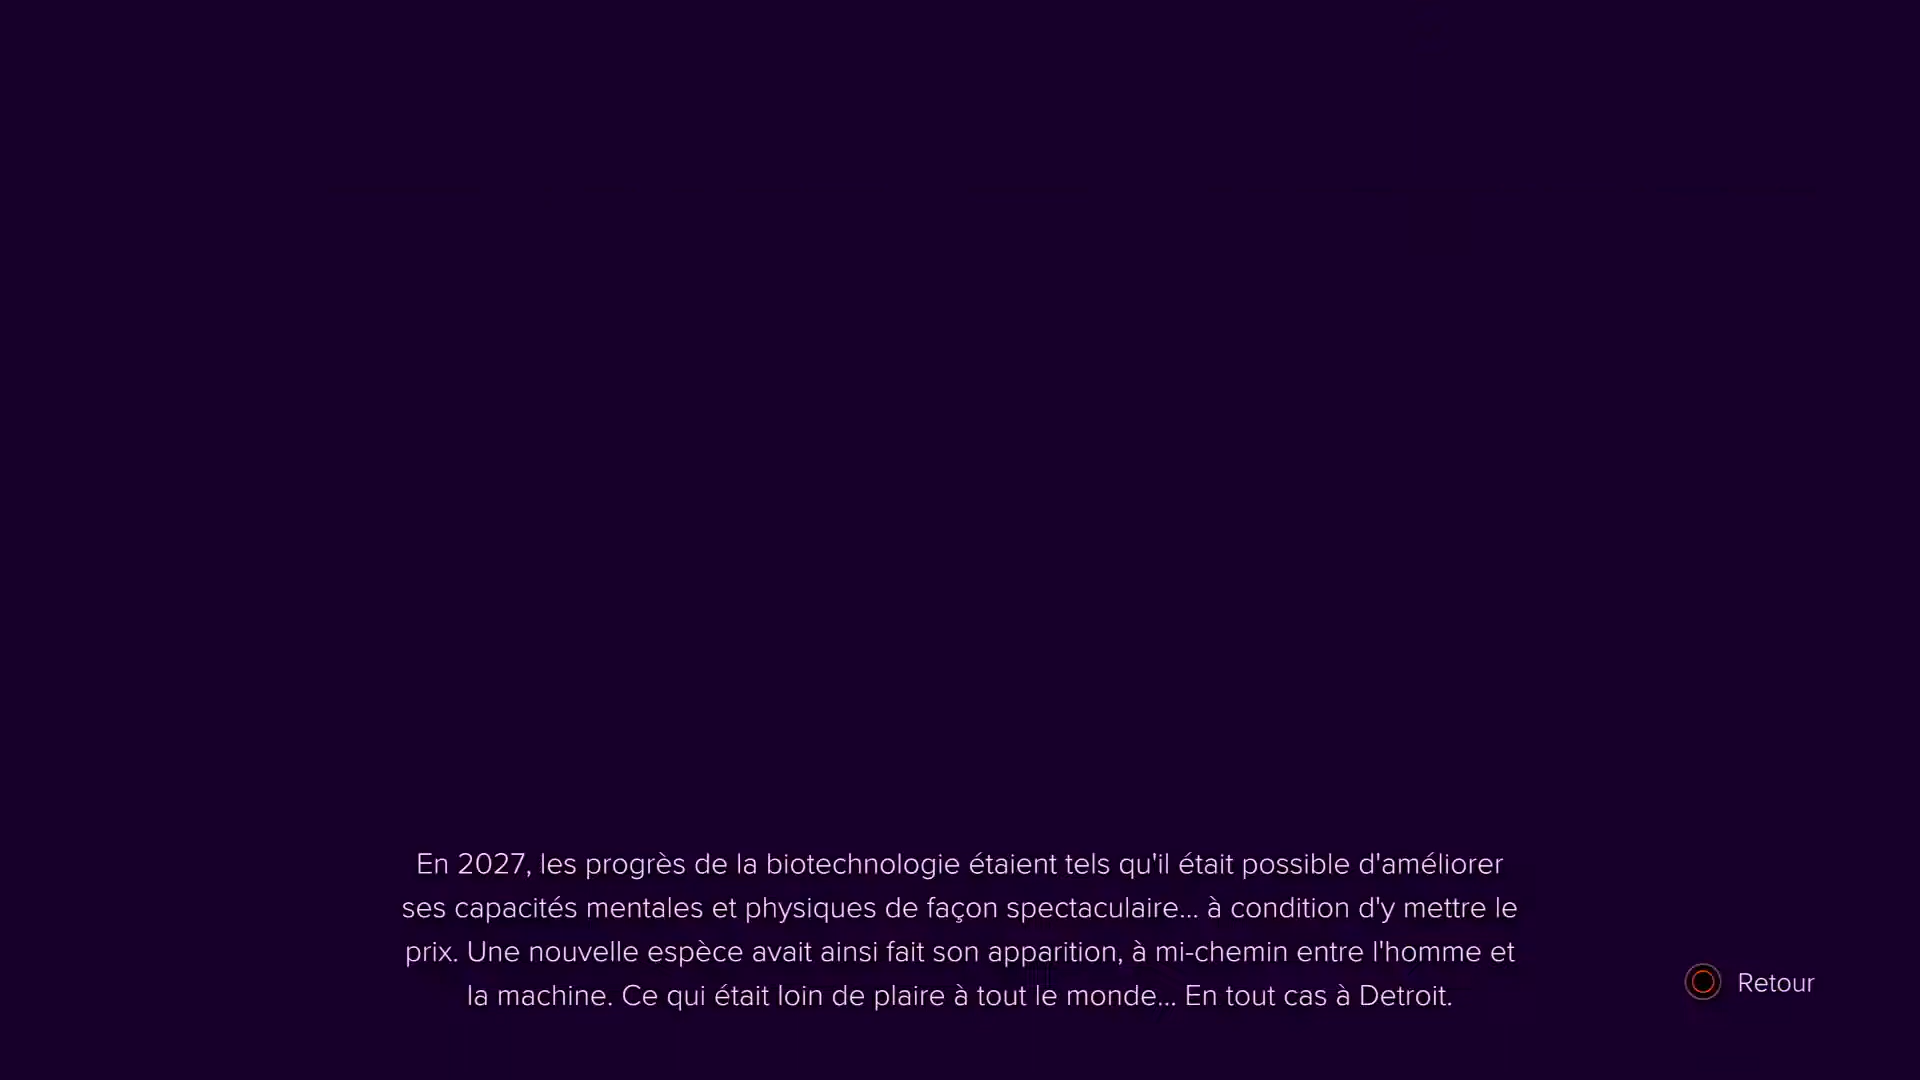 En 2027, les progrès de la biotechnologie étaient tels qu'il était possible d'améliorer
ses capacités mentales et physiques de façon spectaculaire... à condition d'y mettre le
prix. Une nouvelle espèce avait ainsi fait son apparition, à mi-chemin entre l'homme et
la machine. Ce qui était loin de plaire à tout le monde... En tout cas à Detroit.
Retour